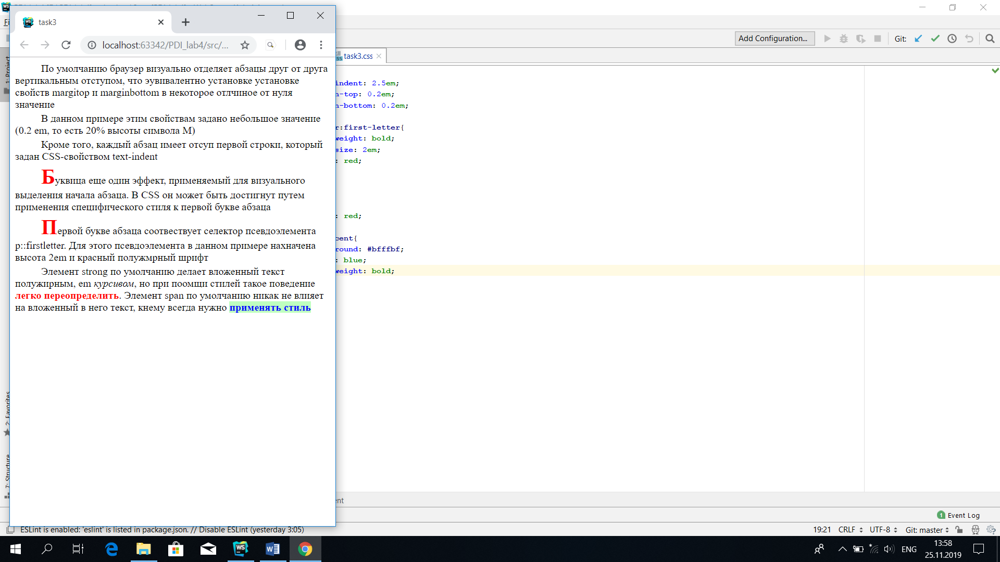 task3
localhost:63342/PDI_lab4/src/...
По умолчанию браузер визуально отделяет абзацы друг от друга
вертикальным отступом, что эувивалентно установке установке
свойств margitop и marginbottom в некоторое отлчиное от нуля
значение
В данном примере этим свойствам задано небольшое значение
(0.2 em, то есть 20% высоты символа М)
Кроме того, каждый абзац имеет отсуп первой строки, который
задан CSS-свойством text-indent
Буквица еще один эффект, применяемый для визуального
выделения начала абзаца. В CSS он может быть достигнут путем
применения специфического стиля к первой букве абзаца
Первой букве абзаца соотвествует селектор псевдоэлемента
p::firstletter. Для этого псевдоэлемента в данном примере нахначена
высота 2em и красный полужмрный шрифт
Элемент strong по умолчанию делает вложенный текст
полужирным, em курсивом, но при поомщи стилей такое поведение
легко переопределить. Элемент span по умолчанию никак не влияет
на вложенный в него текст, кнему всегда нужно применять стиль
Add Configuration...
Git:
task3.css
indent: 2.5em;
n-top: 0.2em;
n-bottom: 0.2em;
r:first-letter{
weight: bold;
size: 2em;
: red;
: red;
cent{
round: #bfffbf;
: blue;
weight: bold;
ent
1: Project
2: Favorites
7: Structure
1 Event Log
ESLint is enabled: 'eslint' is listed in package.json. // Disable ESLint (yesterday 3:05)
19:21 CRLF UTF-8 Git: master
ENG
13:58
25.11.2019